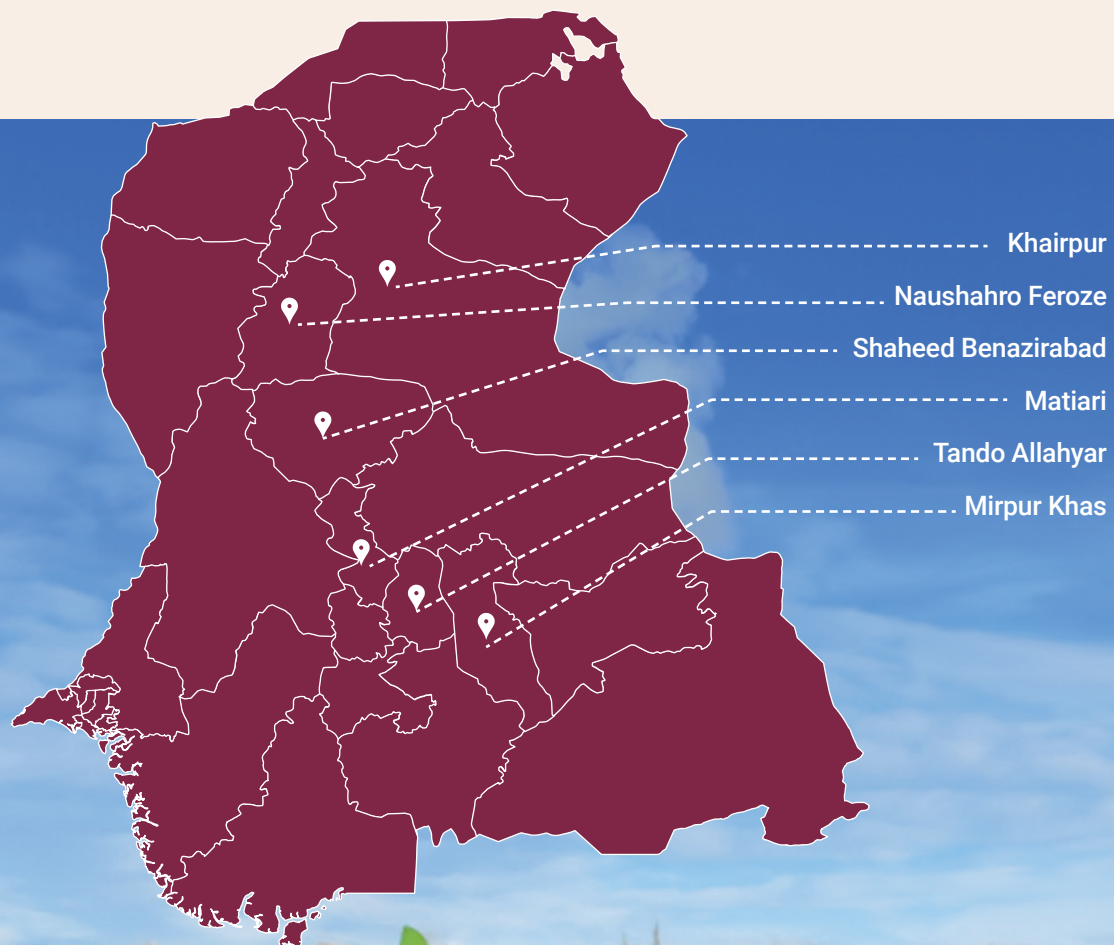 Khairpur
Naushahro Feroze
Shaheed Benazirabad
Matiari
Tando Allahyar
Mirpur Khas